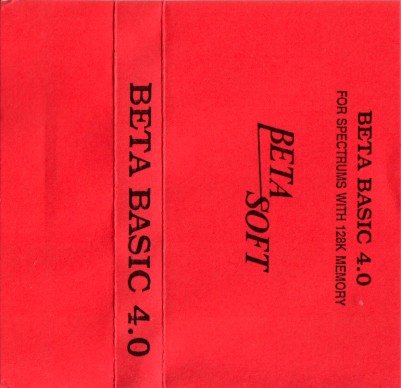 BETA BASIC 4.0
FOR SPECTRUMS WITH 128K MEMORY
BETA
SOFT
BETA BASIC 4.0